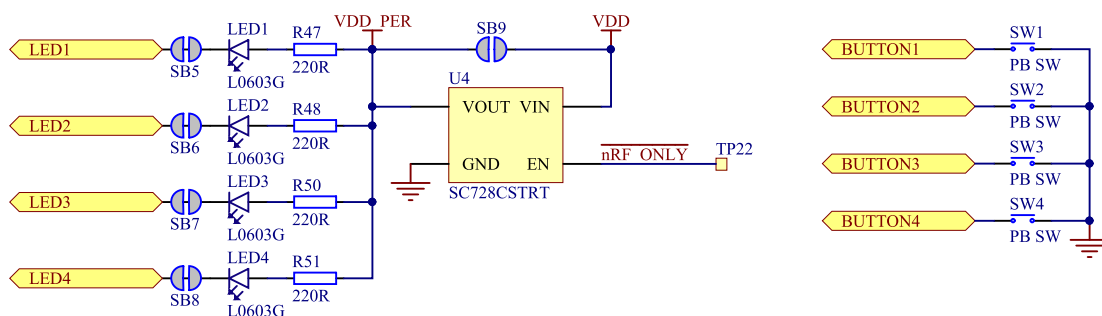 VDD_PER
SB9
VDD
LED1
SB5
LED1
L0603G
R47
220R
LED2
SB6
LED2
L0603G
R48
220R
LED3
SB7
LED3
L0603G
R50
220R
LED4
SB8
LED4
L0603G
R51
220R
U4
VOUT VIN
GND EN
SC728CSTRT
nRF_ONLY
TP22
BUTTON1
SW1
PB SW
BUTTON2
SW2
PB SW
BUTTON3
SW3
PB SW
BUTTON4
SW4
PB SW